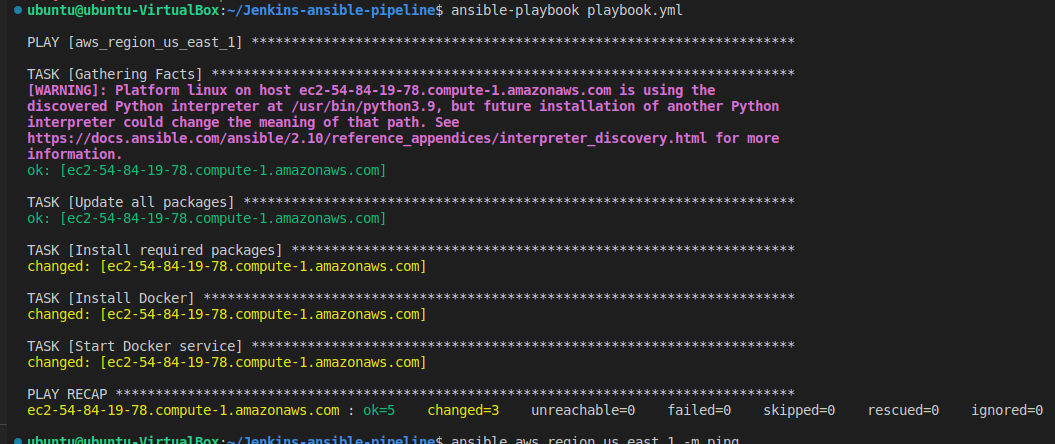 ubuntu@ubuntu-VirtualBox:~/Jenkins-ansible-pipeline$ ansible-playbook playbook.yml
PLAY [aws_region_us_east_1] ********************************************************************
TASK [Gathering Facts] *************************************************************************
[WARNING]: Platform linux on host ec2-54-84-19-78.compute-1.amazonaws.com is using the
discovered Python interpreter at /usr/bin/python3.9, but future installation of another Python
interpreter could change the meaning of that path. See
https://docs.ansible.com/ansible/2.10/reference_appendices/interpreter_discovery.html for more
information.
ok: [ec2-54-84-19-78.compute-1.amazonaws.com]
TASK [Update all packages] *********************************************************************
ok: [ec2-54-84-19-78.compute-1.amazonaws.com]
TASK [Install required packages] ***************************************************************
changed: [ec2-54-84-19-78.compute-1.amazonaws.com]
TASK [Install Docker] **************************************************************************
changed: [ec2-54-84-19-78.compute-1.amazonaws.com]
TASK [Start Docker service] ********************************************************************
changed: [ec2-54-84-19-78.compute-1.amazonaws.com]
PLAY RECAP *************************************************************************************
ec2-54-84-19-78.compute-1.amazonaws.com : ok=5    changed=3    unreachable=0    failed=0    skipped=0    rescued=0    ignored=0
ubuntu@ubuntu-VirtualBox:~/Jenkins-ansible-pipeline$ ansible aws_region_us_east_1 -m ping